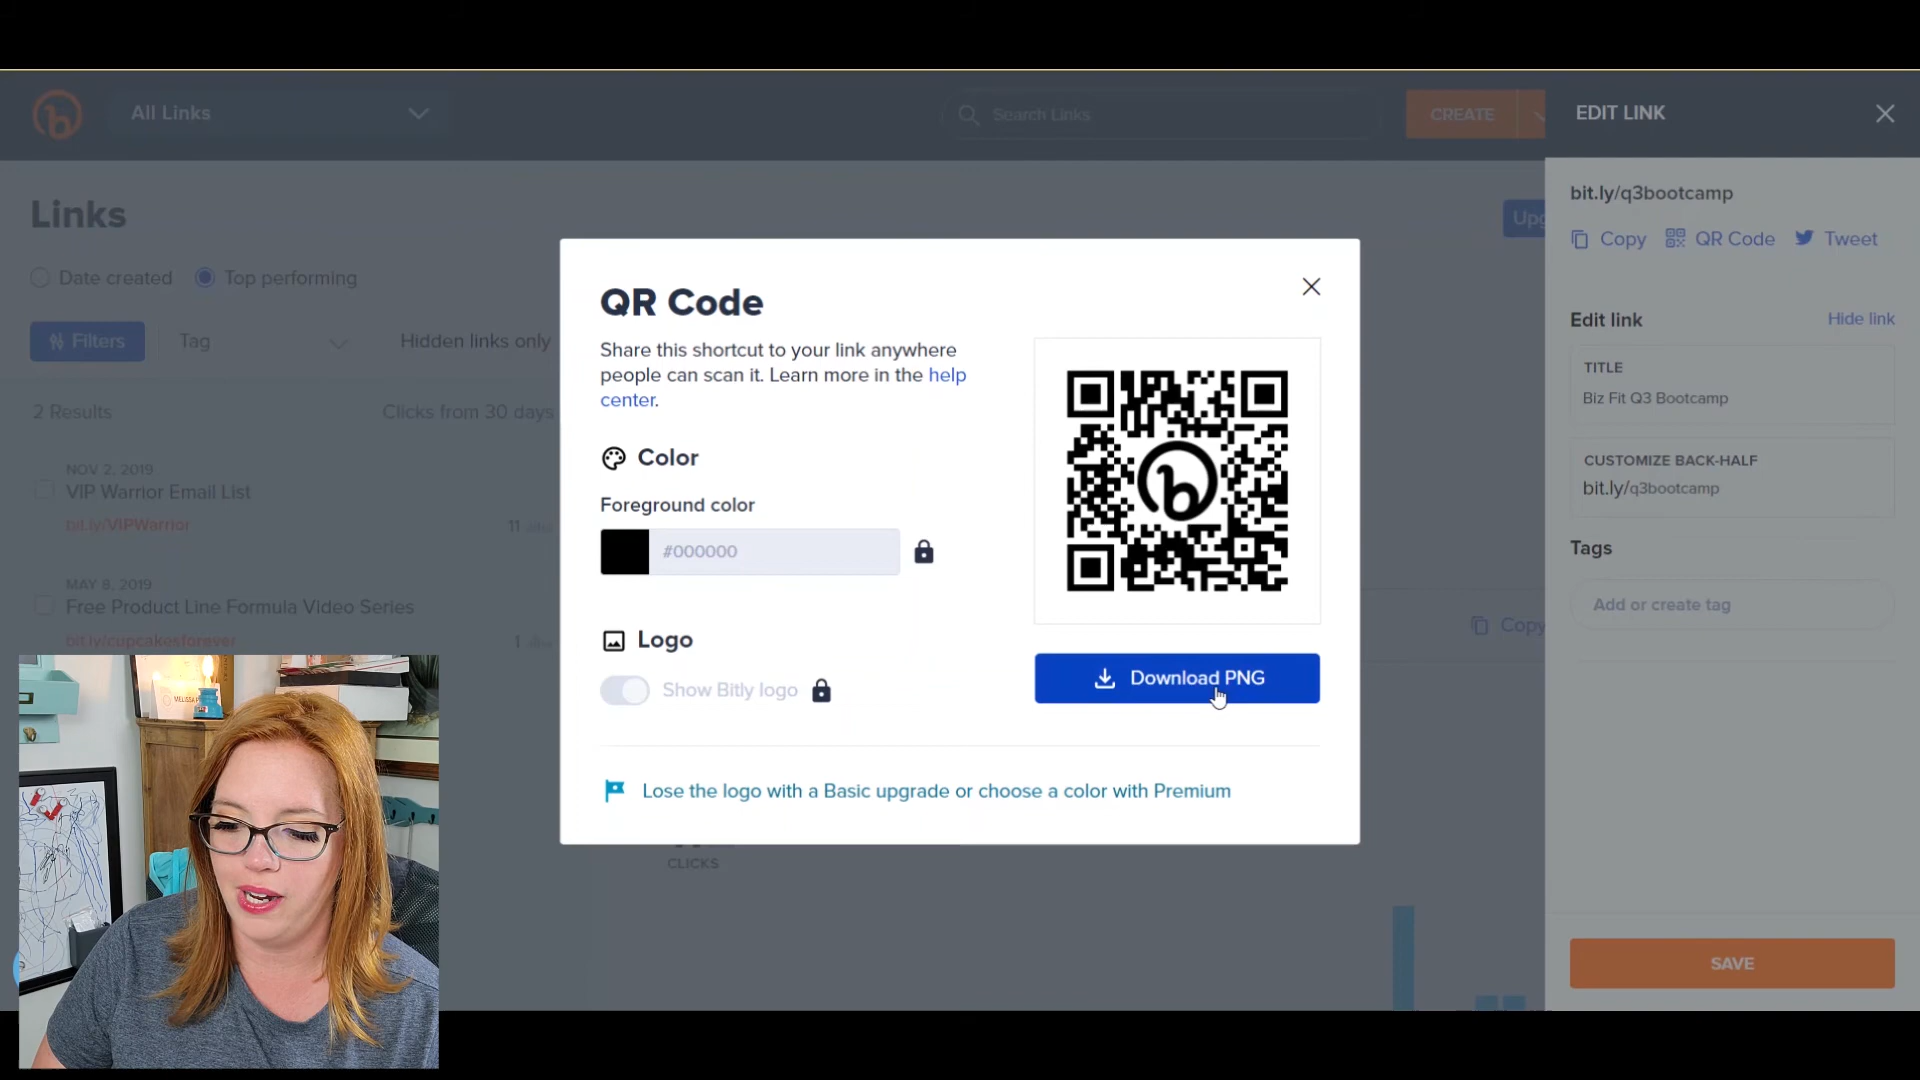 All Links
Search Links
CREATE
EDIT LINK
Links
Date created
Top performing
Filters
Tag
Hidden links only
2 Results
Clicks from 30 days
NOV 2, 2019
VIP Warrior Email List
bit.ly/VIPWarrior
11
MAY 8, 2019
Free Product Line Formula Video Series
bit.ly/cupcakesforever
1
Copy
CLICKS
QR Code
Share this shortcut to your link anywhere
people can scan it. Learn more in the help
center.
Color
Foreground color
#000000
Logo
Show Bitly logo
Download PNG
Lose the logo with a Basic upgrade or choose a color with Premium
bit.ly/q3bootcamp
Copy QR Code Tweet
Edit link
Hide link
TITLE
Biz Fit Q3 Bootcamp
CUSTOMIZE BACK-HALF
bit.ly/q3bootcamp
Tags
Add or create tag
SAVE